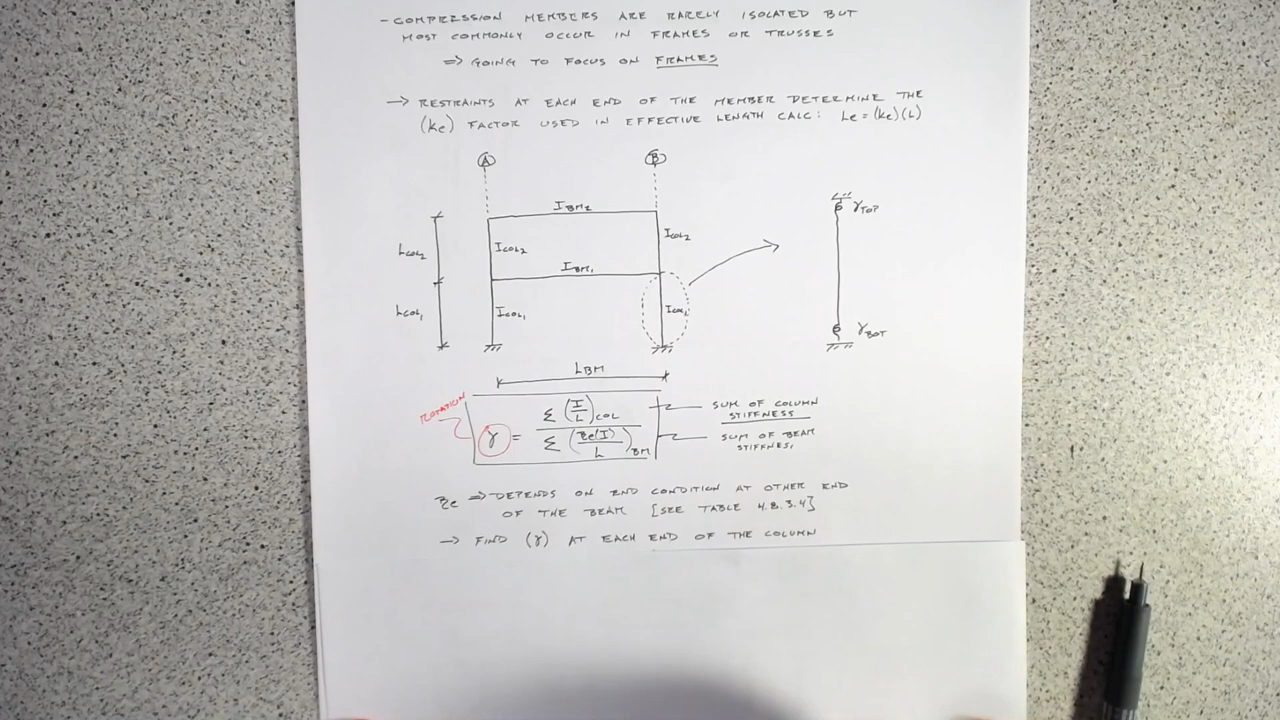 - COMPRESSION MEMBERS ARE RARELY ISOLATED BUT
MOST COMMONLY OCCUR IN FRAMES OR TRUSSES
=> GOING TO FOCUS ON FRAMES
→ RESTRAINTS AT EACH END OF THE MEMBER DETERMINE THE
(ke) FACTOR USED IN EFFECTIVE LENGTH CALC: Le = (ke)(L)
A B
IBM2
γTOP
LCOL2 ICOL2 ICOL2
IBM1
LCOL1 ICOL1 ICOL1
γBOT
LBM
ROTATION
γ = Σ (I/L)COL / Σ (ζe(I)/L)BM
SUM OF COLUMN
STIFFNESS
SUM OF BEAM
STIFFNESS
ζe => DEPENDS ON END CONDITION AT OTHER END
OF THE BEAM [SEE TABLE 4.8.3.4]
→ FIND (γ) AT EACH END OF THE COLUMN